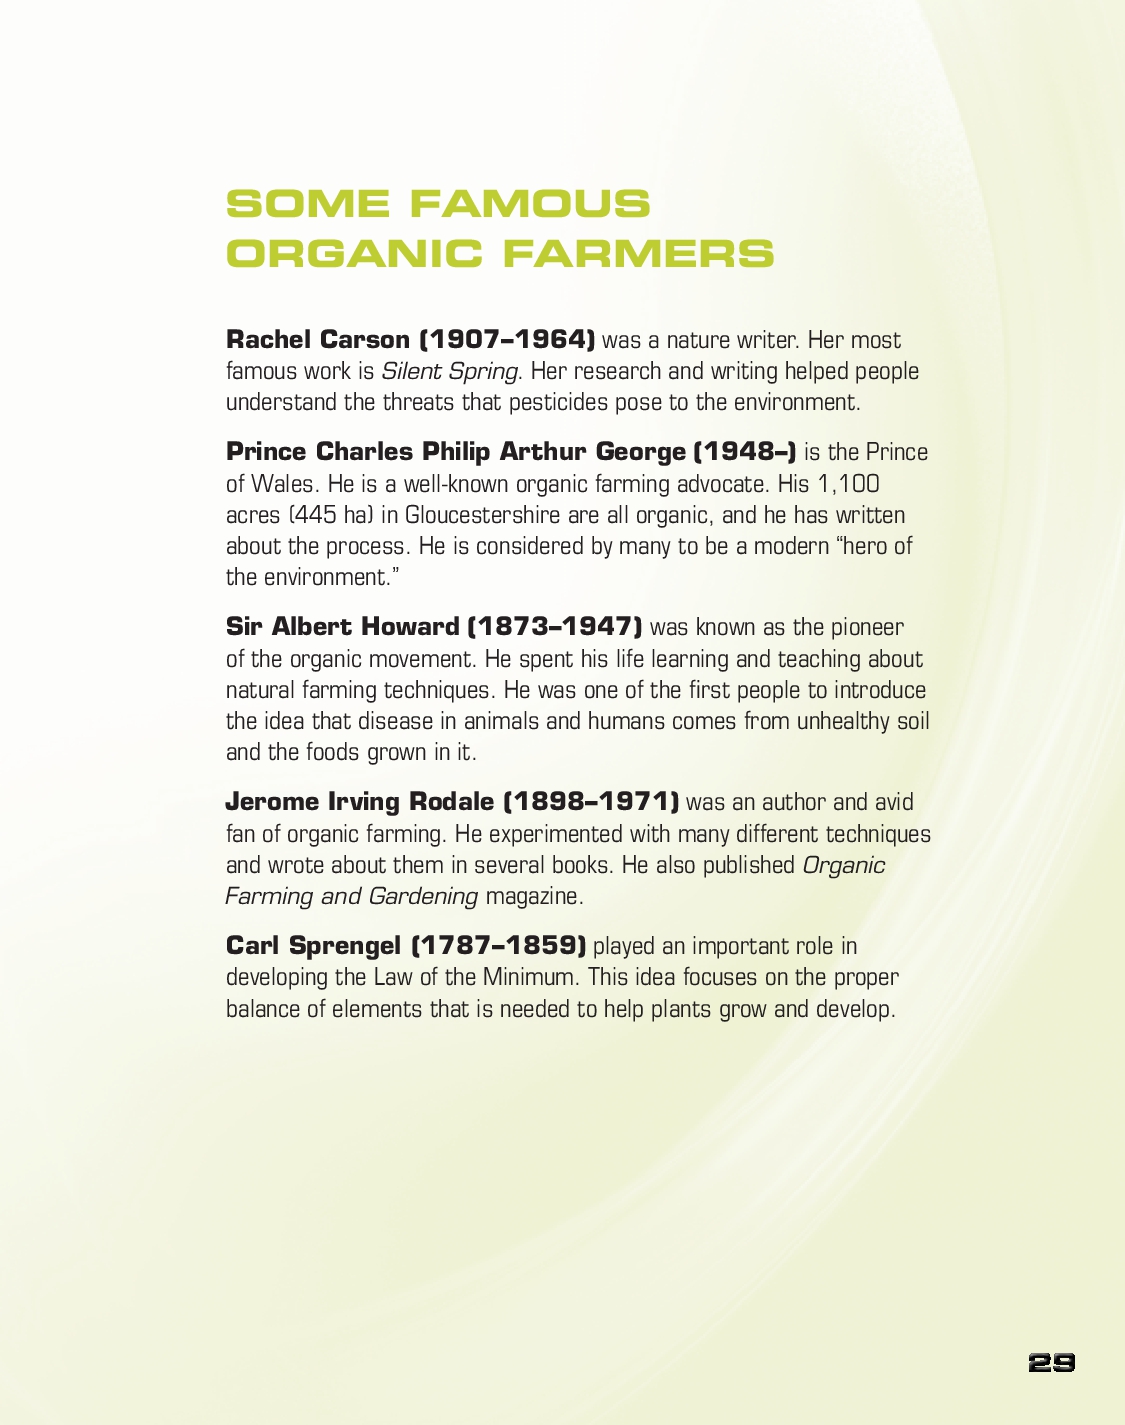 SOME FAMOUS
ORGANIC FARMERS
Rachel Carson (1907–1964) was a nature writer. Her most
famous work is Silent Spring. Her research and writing helped people
understand the threats that pesticides pose to the environment.
Prince Charles Philip Arthur George (1948–) is the Prince
of Wales. He is a well-known organic farming advocate. His 1,100
acres (445 ha) in Gloucestershire are all organic, and he has written
about the process. He is considered by many to be a modern “hero of
the environment.”
Sir Albert Howard (1873–1947) was known as the pioneer
of the organic movement. He spent his life learning and teaching about
natural farming techniques. He was one of the first people to introduce
the idea that disease in animals and humans comes from unhealthy soil
and the foods grown in it.
Jerome Irving Rodale (1898–1971) was an author and avid
fan of organic farming. He experimented with many different techniques
and wrote about them in several books. He also published Organic
Farming and Gardening magazine.
Carl Sprengel (1787–1859) played an important role in
developing the Law of the Minimum. This idea focuses on the proper
balance of elements that is needed to help plants grow and develop.
29